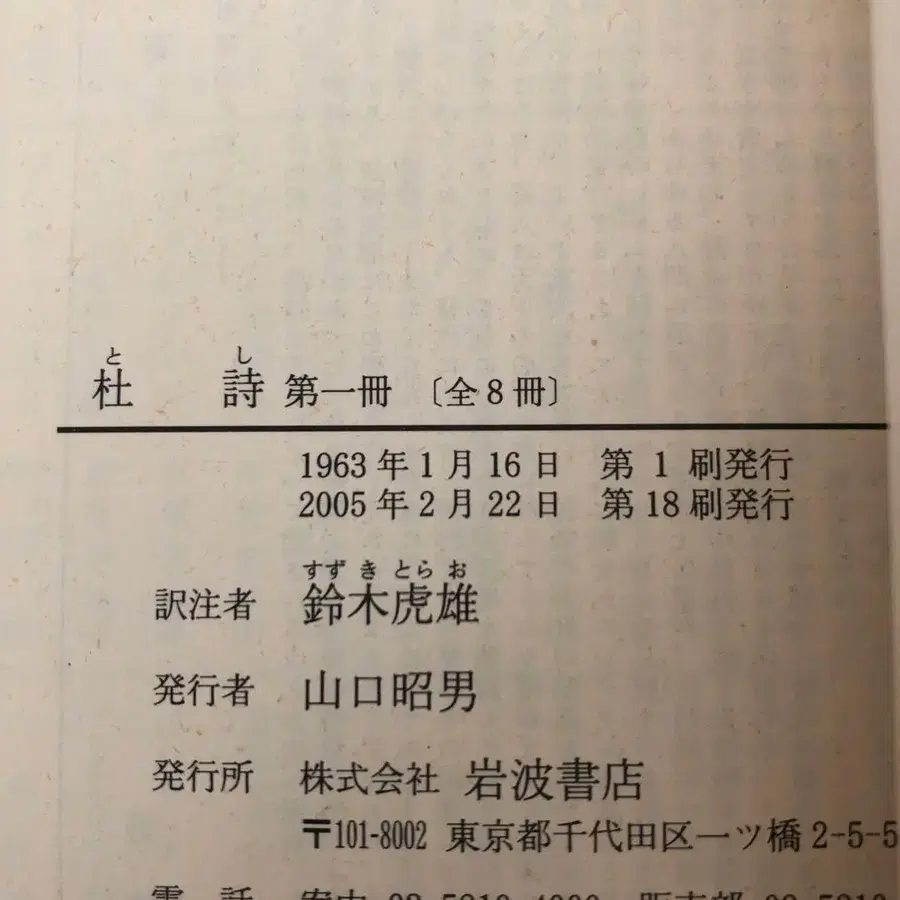 と し
杜 詩 第一冊 〔全8冊〕
1963年1月16日 第1刷発行
2005年2月22日 第18刷発行
すずきとらお
訳注者 鈴木虎雄
発行者 山口昭男
発行所 株式会社 岩波書店
〒101-8002 東京都千代田区一ツ橋2-5-5